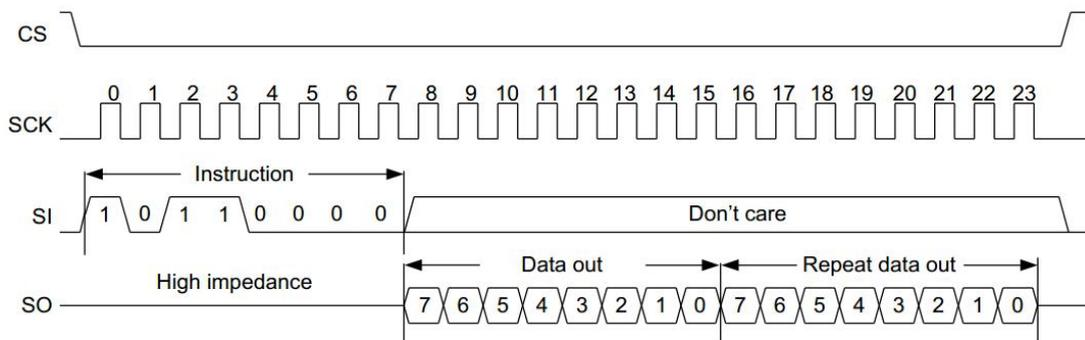 CS
0 1 2 3 4 5 6 7 8 9 10 11 12 13 14 15 16 17 18 19 20 21 22 23
SCK
Instruction
SI 1 0 1 1 0 0 0 0 Don't care
High impedance Data out Repeat data out
SO 7 6 5 4 3 2 1 0 7 6 5 4 3 2 1 0